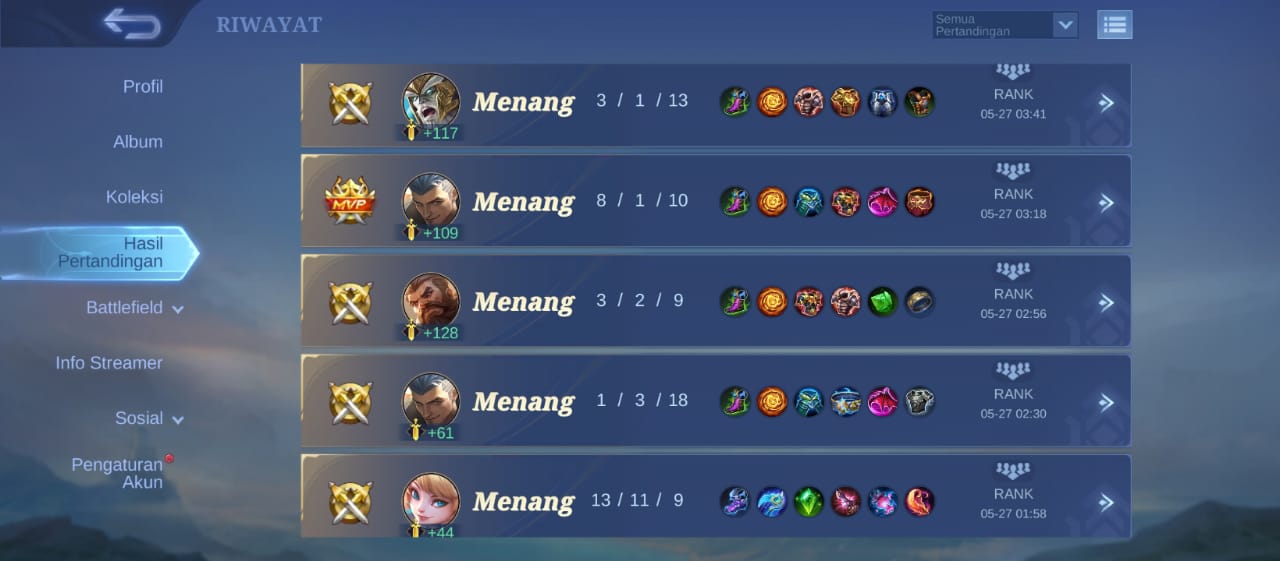 RIWAYAT
Semua
Pertandingan
Profil
Album
Koleksi
Hasil
Pertandingan
Battlefield
Info Streamer
Sosial
Pengaturan
Akun
+117
Menang
3 / 1 / 13
RANK
05-27 03:41
MVP
+109
Menang
8 / 1 / 10
RANK
05-27 03:18
+128
Menang
3 / 2 / 9
RANK
05-27 02:56
+61
Menang
1 / 3 / 18
RANK
05-27 02:30
+44
Menang
13 / 11 / 9
RANK
05-27 01:58